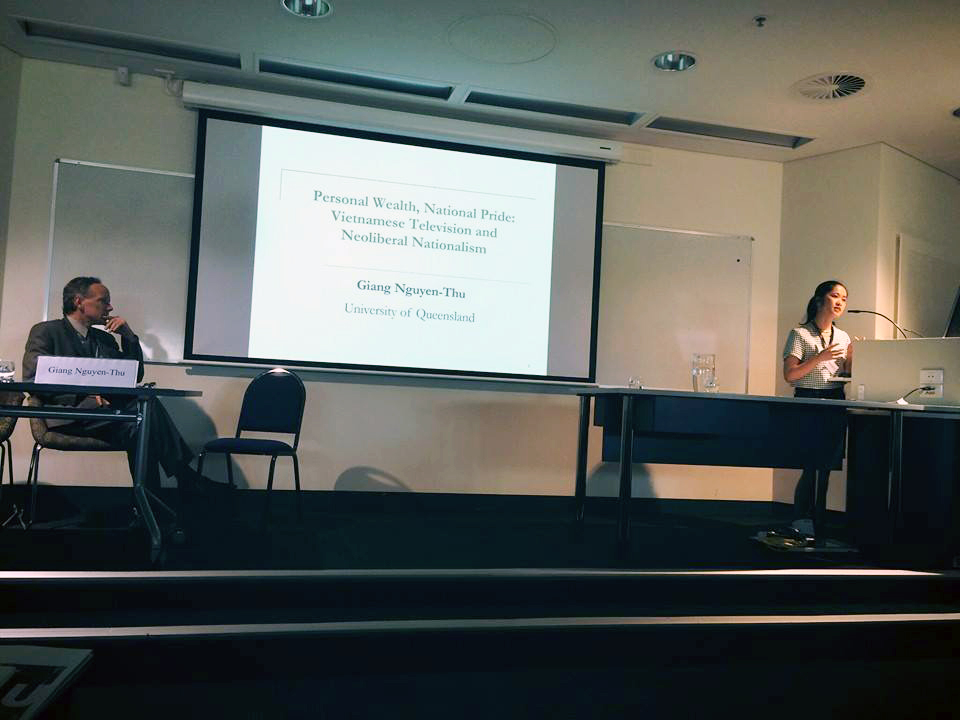 Personal Wealth, National Pride:
Vietnamese Television and
Neoliberal Nationalism
Giang Nguyen-Thu
University of Queensland
Giang Nguyen-Thu